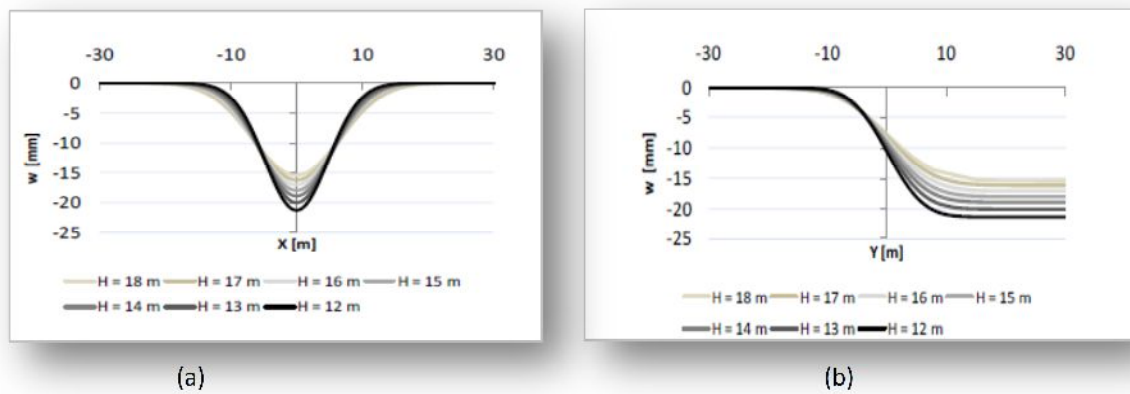 -30 -10 10 30
0
-5
-10
-15
-20
-25
w [mm]
X [m]
H = 18 m H = 17 m H = 16 m H = 15 m
H = 14 m H = 13 m H = 12 m
(a)
-30 -10 10 30
0
-5
-10
-15
-20
-25
w [mm]
Y [m]
H = 18 m H = 17 m H = 16 m H = 15 m
H = 14 m H = 13 m H = 12 m
(b)